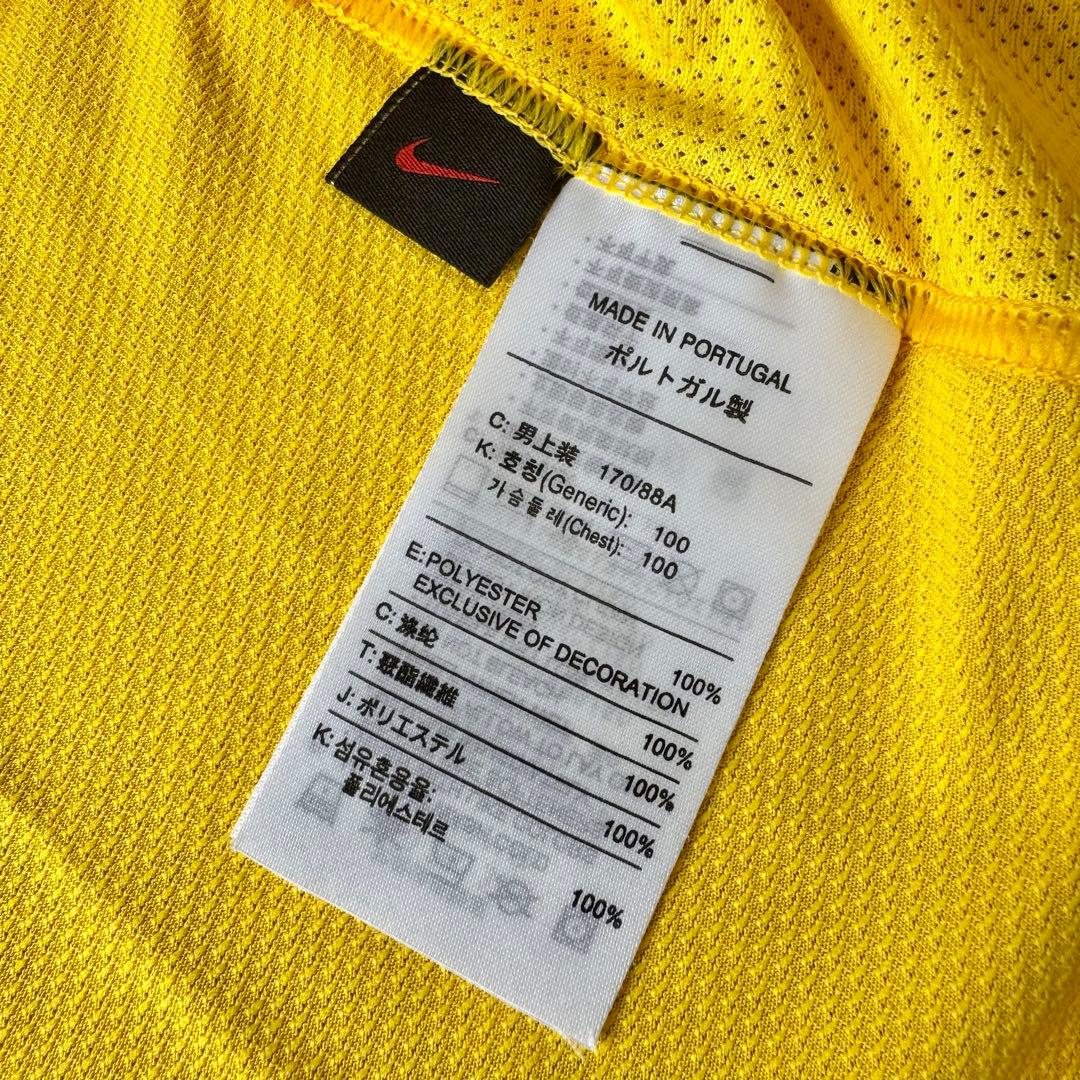 MADE IN PORTUGAL
ポルトガル製
C: 男上装 170/88A
K: 호칭(Generic): 100
가슴둘레(Chest): 100
E: POLYESTER 100%
EXCLUSIVE OF DECORATION
C: 涤纶 100%
T: 聚酯纖維 100%
J: ポリエステル 100%
K: 섬유혼용율:
폴리에스테르 100%